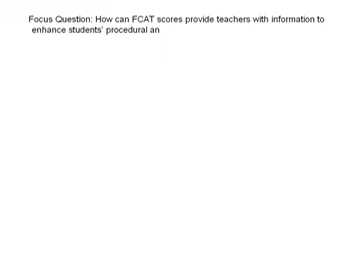 Focus Question: How can FCAT scores provide teachers with information to
enhance students' procedural an